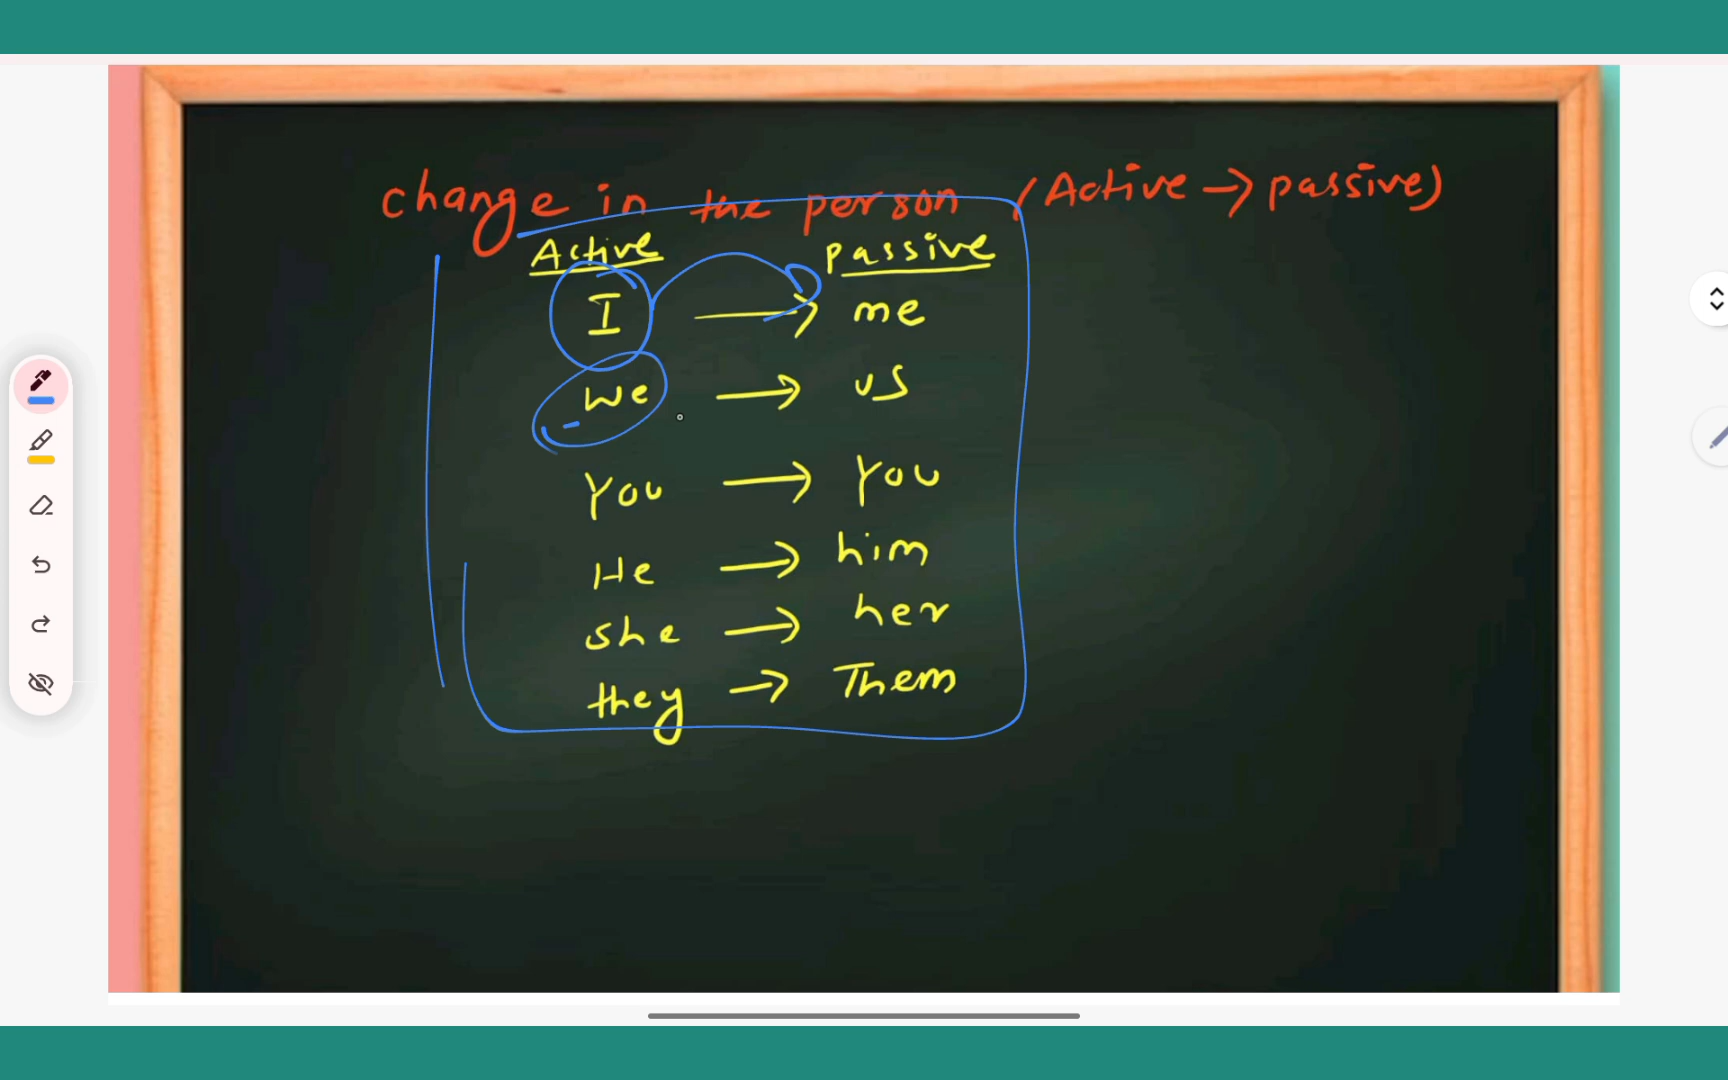 change in the person (Active → passive)
Active passive
I → me
We → us
You → You
He → him
she → her
they → Them